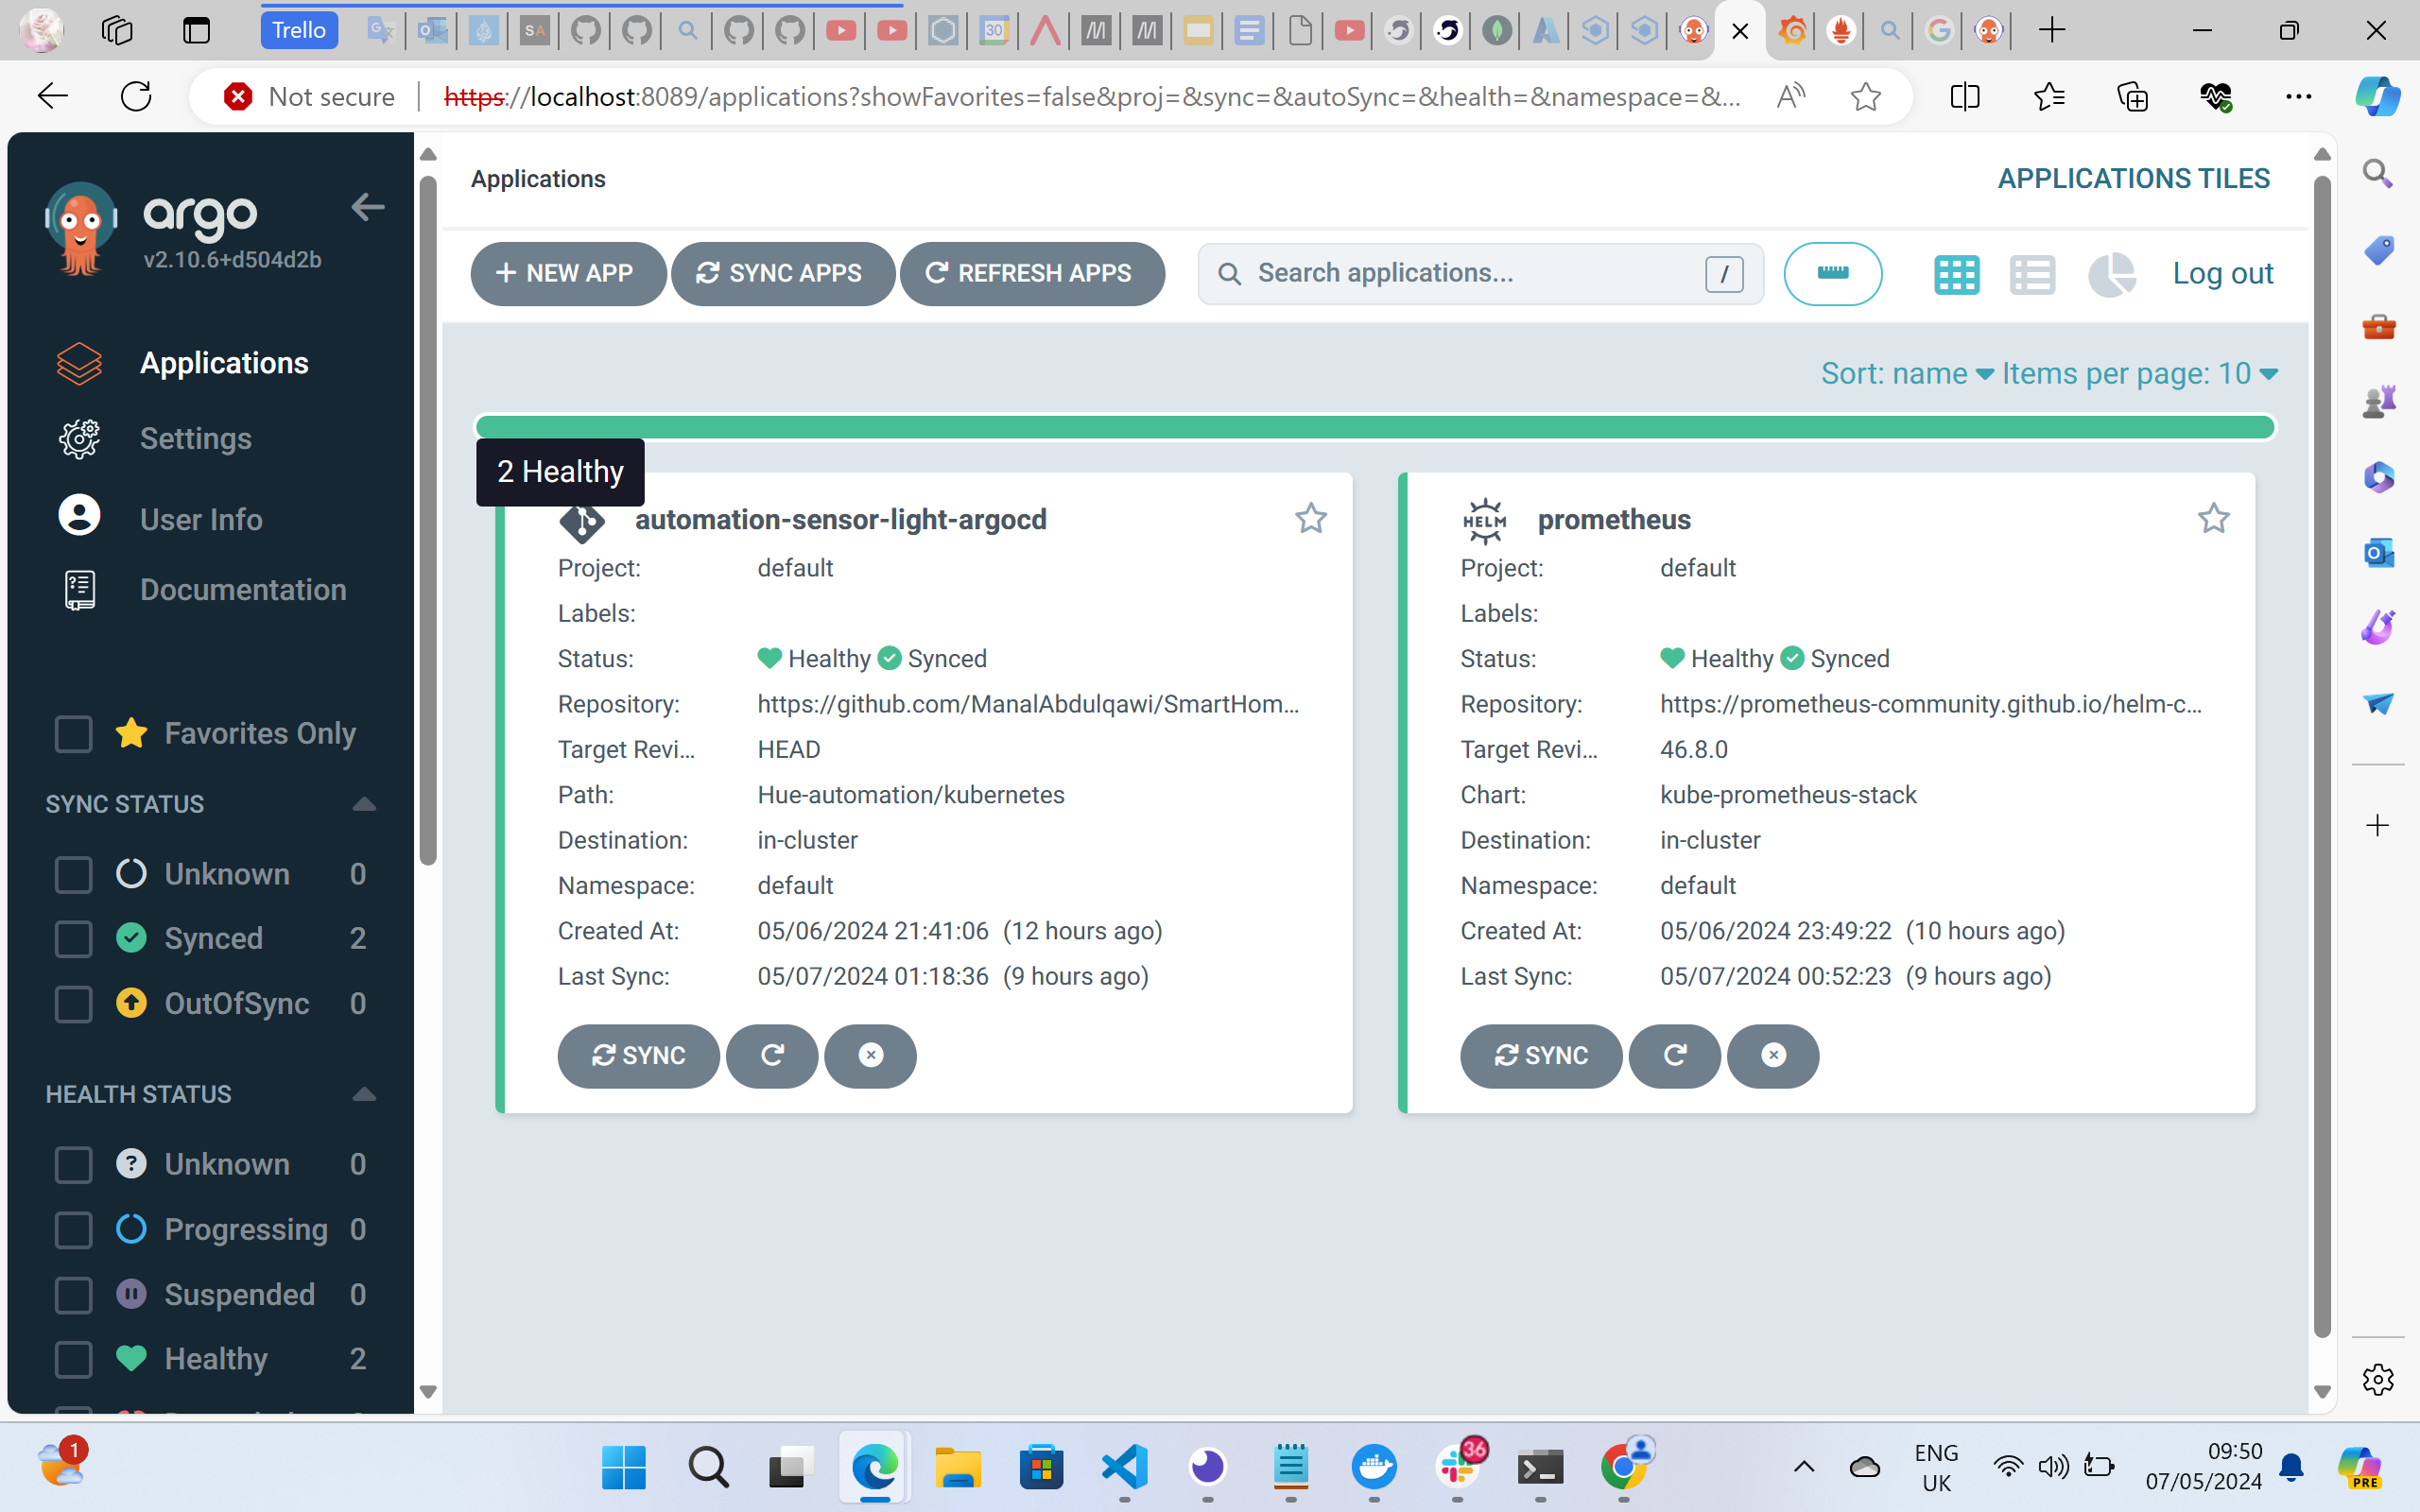 Trello
SA
30
Not secure
https://localhost:8089/applications?showFavorites=false&proj=&sync=&autoSync=&health=&namespace=&...
argo
v2.10.6+d504d2b
Applications
Settings
User Info
Documentation
Favorites Only
SYNC STATUS
Unknown 0
Synced 2
OutOfSync 0
HEALTH STATUS
Unknown 0
Progressing 0
Suspended 0
Healthy 2
Applications
APPLICATIONS TILES
+ NEW APP
SYNC APPS
REFRESH APPS
Search applications...
/
Log out
Sort: name
Items per page: 10
2 Healthy
automation-sensor-light-argocd
Project: default
Labels:
Status: Healthy Synced
Repository: https://github.com/ManalAbdulqawi/SmartHom...
Target Revi... HEAD
Path: Hue-automation/kubernetes
Destination: in-cluster
Namespace: default
Created At: 05/06/2024 21:41:06 (12 hours ago)
Last Sync: 05/07/2024 01:18:36 (9 hours ago)
SYNC
HELM
prometheus
Project: default
Labels:
Status: Healthy Synced
Repository: https://prometheus-community.github.io/helm-c...
Target Revi... 46.8.0
Chart: kube-prometheus-stack
Destination: in-cluster
Namespace: default
Created At: 05/06/2024 23:49:22 (10 hours ago)
Last Sync: 05/07/2024 00:52:23 (9 hours ago)
SYNC
1
36
ENG
UK
09:50
07/05/2024
PRE